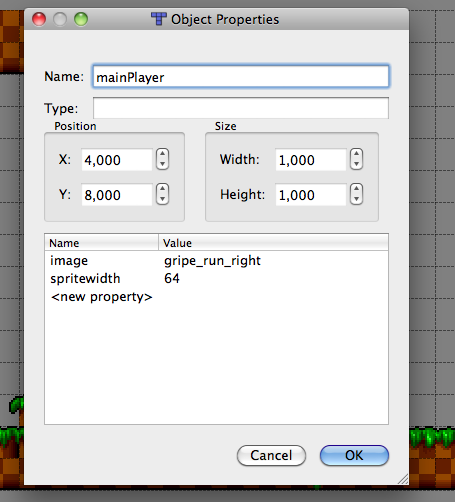 Object Properties
Name: mainPlayer
Type:
Position
Size
X: 4,000
Width: 1,000
Y: 8,000
Height: 1,000
Name Value
image gripe_run_right
spritewidth 64
<new property>
Cancel OK